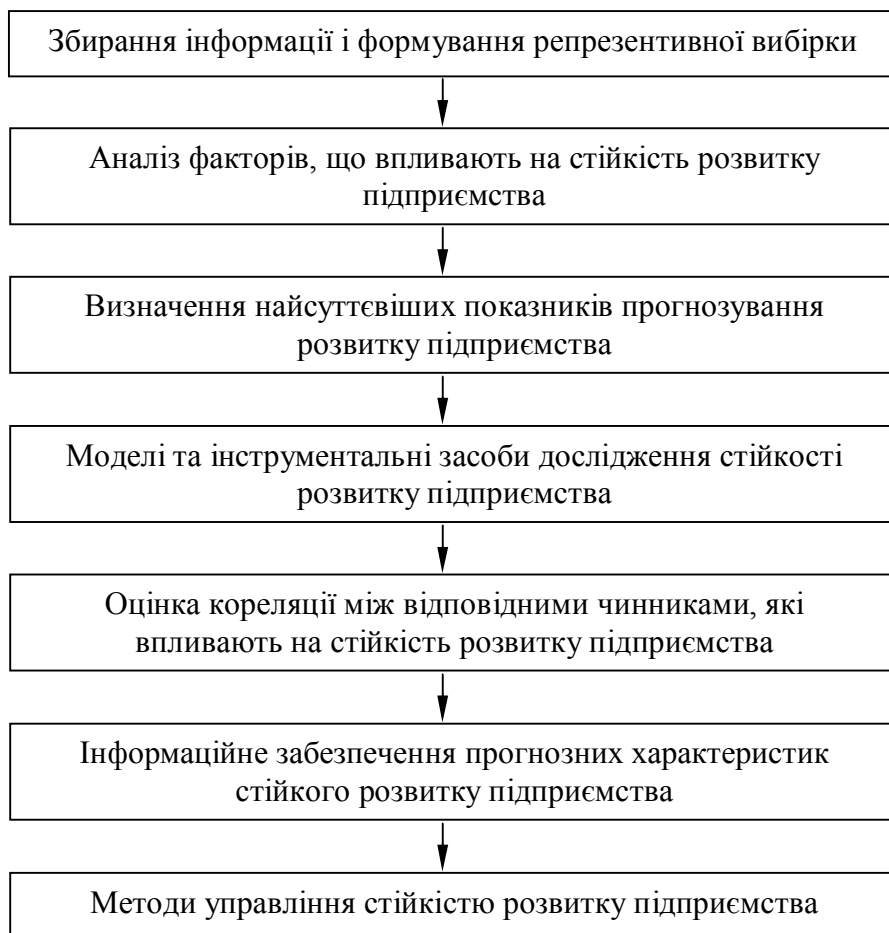 Збирання інформації і формування репрезентивної вибірки
Аналіз факторів, що впливають на стійкість розвитку
підприємства
Визначення найсуттєвіших показників прогнозування
розвитку підприємства
Моделі та інструментальні засоби дослідження стійкості
розвитку підприємства
Оцінка кореляції між відповідними чинниками, які
впливають на стійкість розвитку підприємства
Інформаційне забезпечення прогнозних характеристик
стійкого розвитку підприємства
Методи управління стійкістю розвитку підприємства